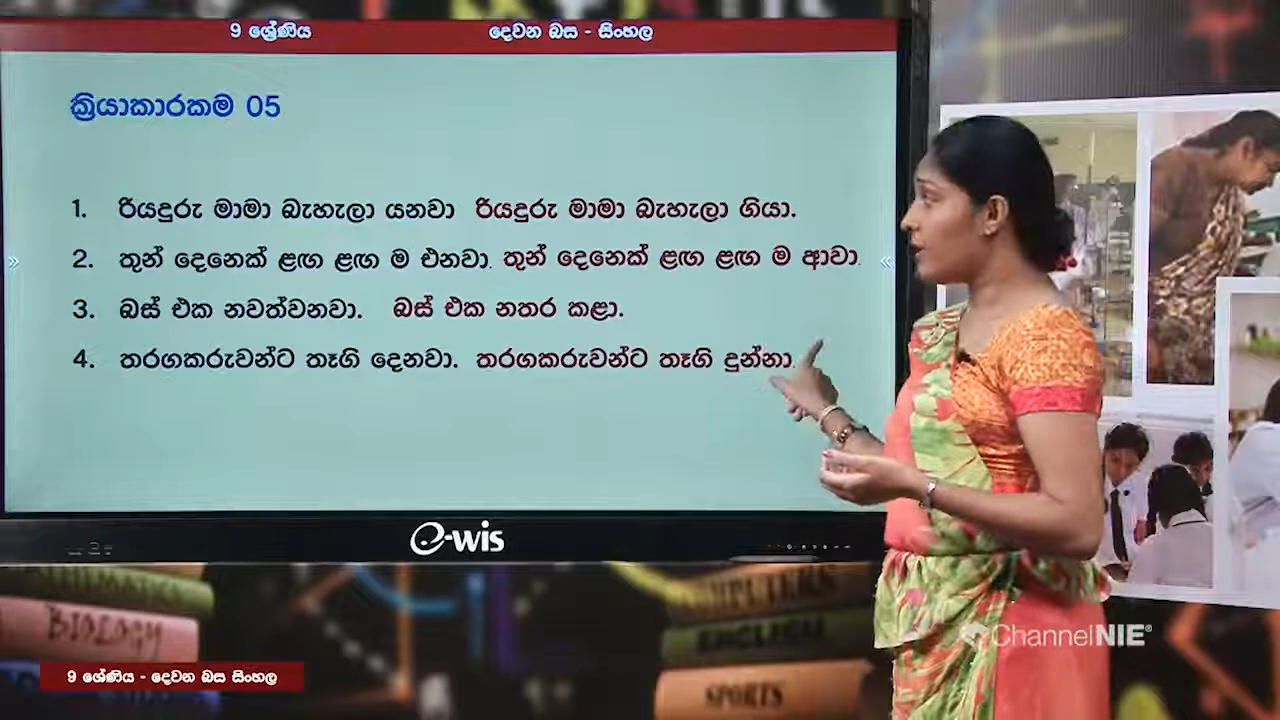 9 ශ්‍රේණිය
දෙවන බස - සිංහල
ක්‍රියාකාරකම 05
1. රියදුරු මාමා බැහැලා යනවා රියදුරු මාමා බැහැලා ගියා.
2. තුන් දෙනෙක් ළඟ ළඟ ම එනවා. තුන් දෙනෙක් ළඟ ළඟ ම ආවා.
3. බස් එක නවත්වනවා. බස් එක නතර කළා.
4. තරගකරුවන්ට තෑගි දෙනවා. තරගකරුවන්ට තෑගි දුන්නා.
e-wis
BIOLOGY
COMPUTERS
ENGLISH
SPORTS
ChannelNIE
9 ශ්‍රේණිය - දෙවන බස සිංහල